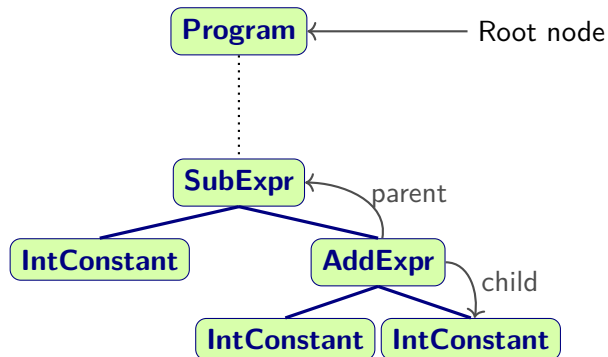 Program
Root node
SubExpr
parent
IntConstant
AddExpr
child
IntConstant
IntConstant